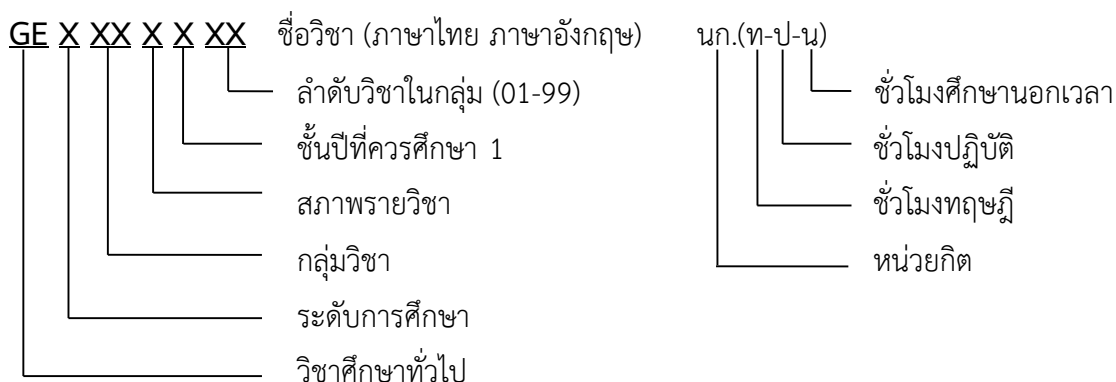 GE X XX X X XX ชื่อวิชา (ภาษาไทย ภาษาอังกฤษ) นก.(ท-ป-น)
ลำดับวิชาในกลุ่ม (01-99) ชั่วโมงศึกษานอกเวลา
ชั้นปีที่ควรศึกษา 1 ชั่วโมงปฏิบัติ
สภาพรายวิชา ชั่วโมงทฤษฎี
กลุ่มวิชา หน่วยกิต
ระดับการศึกษา
วิชาศึกษาทั่วไป